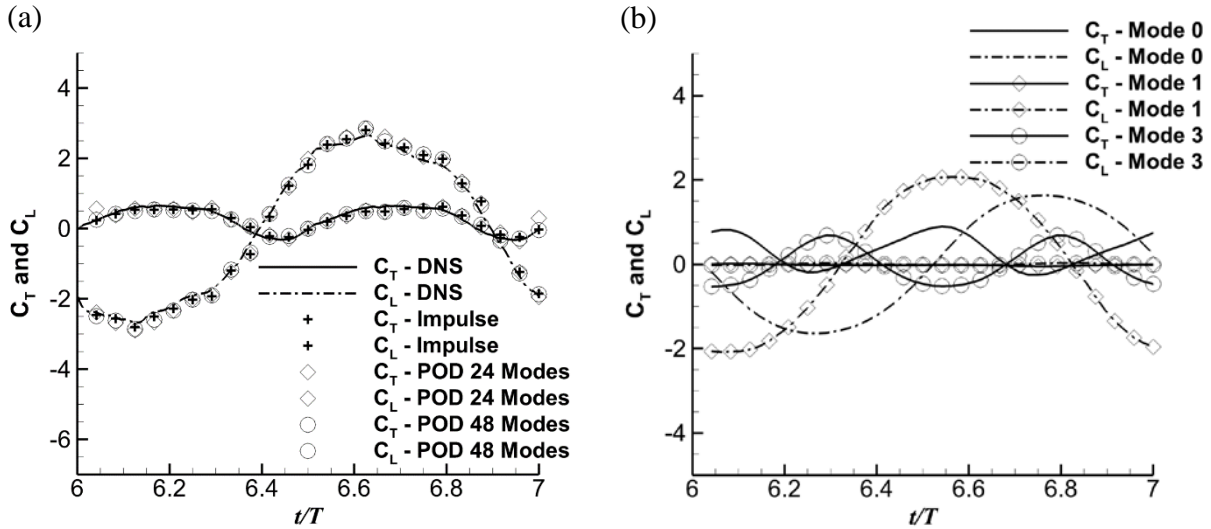 (a)
C_T and C_L
4
2
0
-2
-4
-6
6
6.2
6.4
6.6
6.8
7
t/T
C_T - DNS
C_L - DNS
C_T - Impulse
C_L - Impulse
C_T - POD 24 Modes
C_L - POD 24 Modes
C_T - POD 48 Modes
C_L - POD 48 Modes
(b)
C_T - Mode 0
C_L - Mode 0
C_T - Mode 1
C_L - Mode 1
C_T - Mode 3
C_L - Mode 3
C_T and C_L
4
2
0
-2
-4
6
6.2
6.4
6.6
6.8
7
t/T